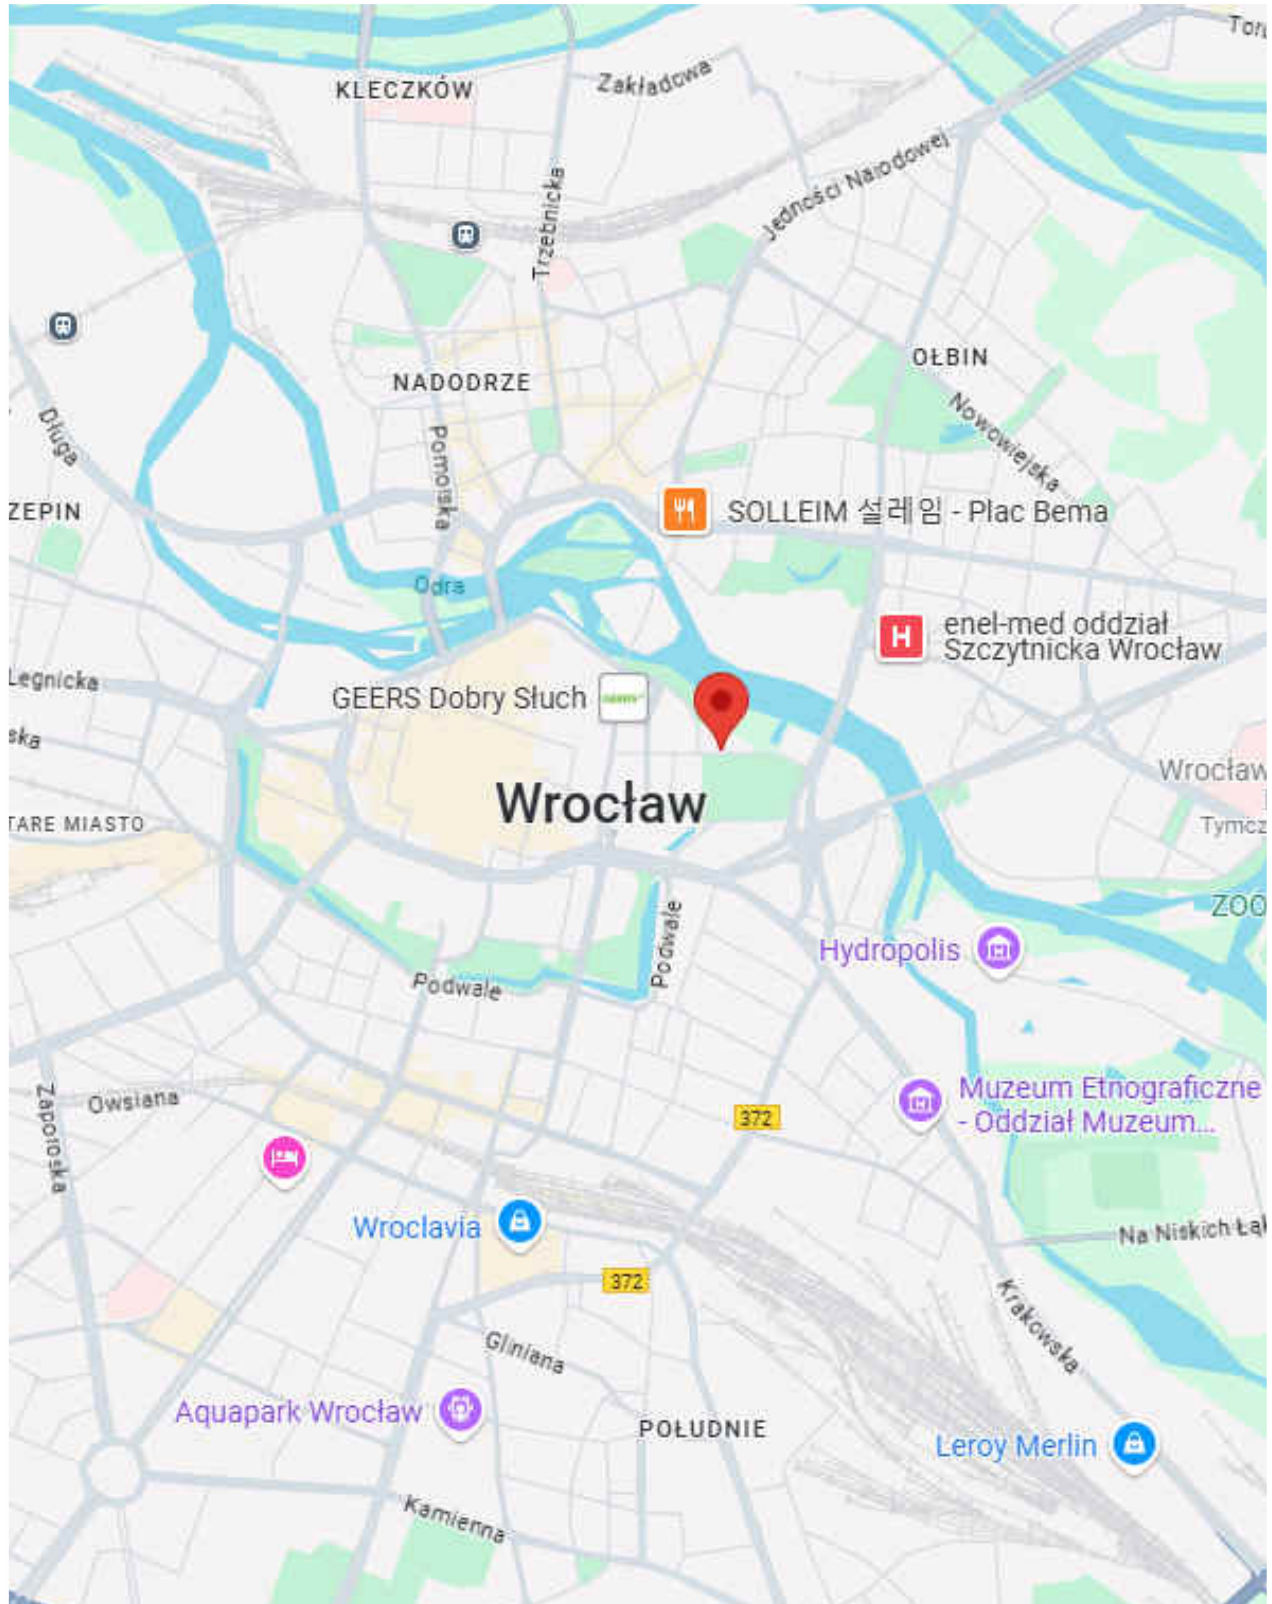 Toru
KLECZKÓW
Zakładowa
Jedności Narodowej
Trzebnicka
OŁBIN
NADODRZE
Nowowiejska
Długa
Pomorska
ZEPIN
SOLLEIM 설레임 - Plac Bema
Odra
enel-med oddział
Szczytnicka Wrocław
Legnicka
GEERS Dobry Słuch
ska
Wrocław
Wrocław
TARE MIASTO
Tymcz
ZOO
Podwale
Hydropolis
Podwale
Muzeum Etnograficzne
- Oddział Muzeum...
Owsiana
372
Zaporoska
Wroclavia
Na Niskich Łąk
372
Krakowska
Gliniana
Aquapark Wrocław
POŁUDNIE
Leroy Merlin
Kamienna